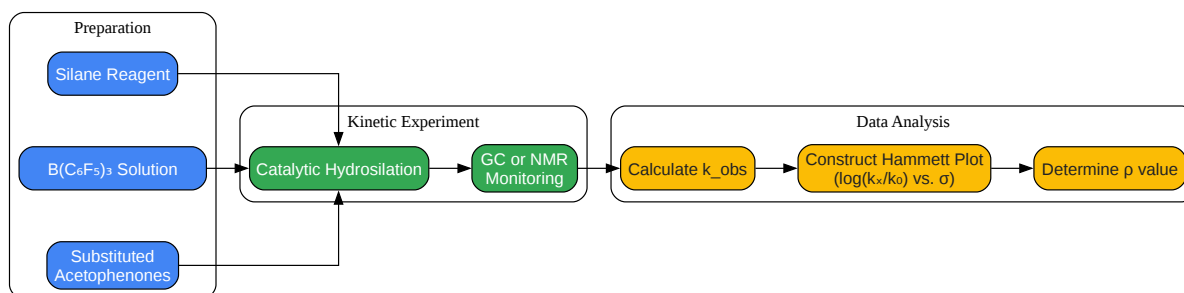 Preparation
Silane Reagent
B(C₆F₅)₃ Solution
Substituted
Acetophenones
Kinetic Experiment
Catalytic Hydrosilation
GC or NMR
Monitoring
Data Analysis
Calculate k_obs
Construct Hammett Plot
(log(kₓ/k₀) vs. σ)
Determine ρ value